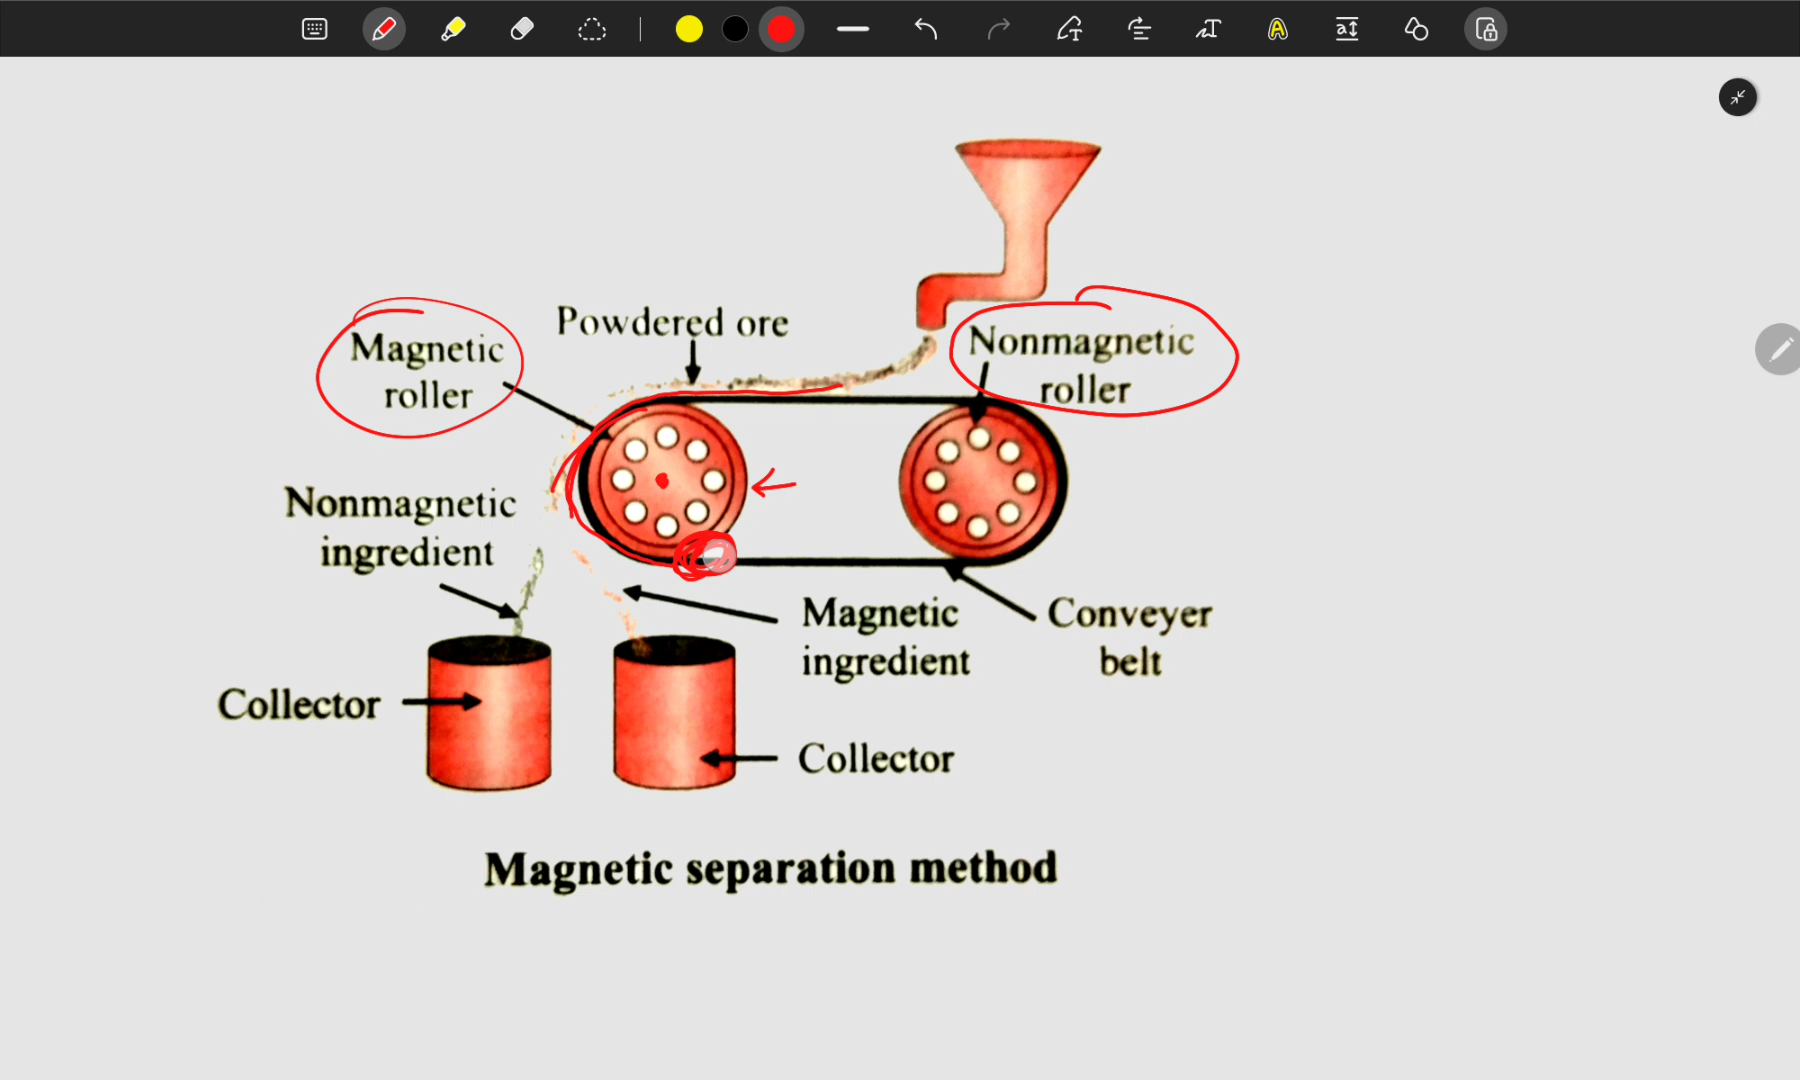 Powdered ore
Magnetic
roller
Nonmagnetic
roller
Nonmagnetic
ingredient
Magnetic
ingredient
Conveyer
belt
Collector
Collector
Magnetic separation method